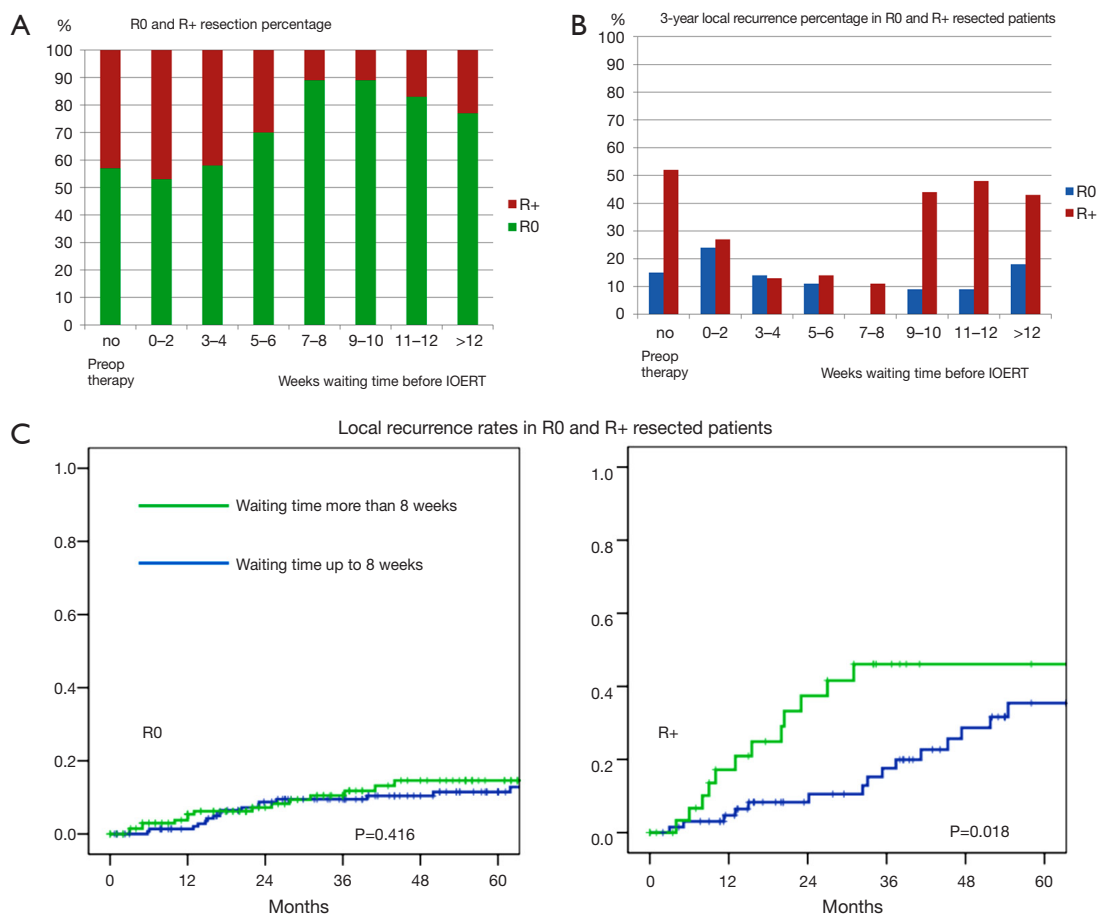 A
R0 and R+ resection percentage
%
100
90
80
70
60
50
40
30
20
10
0
no 0–2 3–4 5–6 7–8 9–10 11–12 >12
Preop
therapy
Weeks waiting time before IOERT
R+
R0
B
3-year local recurrence percentage in R0 and R+ resected patients
%
100
90
80
70
60
50
40
30
20
10
0
no 0–2 3–4 5–6 7–8 9–10 11–12 >12
Preop
therapy
Weeks waiting time before IOERT
R0
R+
C
Local recurrence rates in R0 and R+ resected patients
1.0
0.8
0.6
0.4
0.2
0.0
Waiting time more than 8 weeks
Waiting time up to 8 weeks
R0
P=0.416
0 12 24 36 48 60
Months
1.0
0.8
0.6
0.4
0.2
0.0
R+
P=0.018
0 12 24 36 48 60
Months